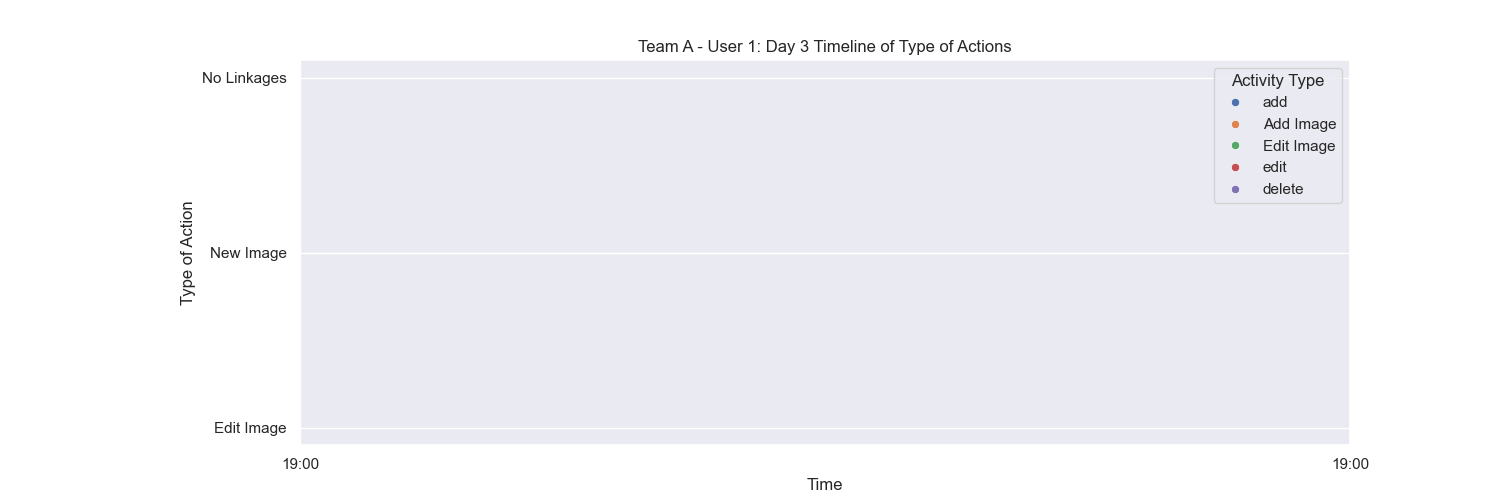 Team A - User 1: Day 3 Timeline of Type of Actions
No Linkages
New Image
Edit Image
Type of Action
Activity Type
add
Add Image
Edit Image
edit
delete
19:00
19:00
Time